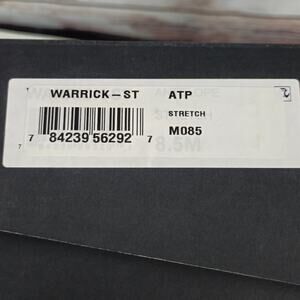 WARRICK-ST ATP
STRETCH
M085
8.5M
7 84239 56292 7